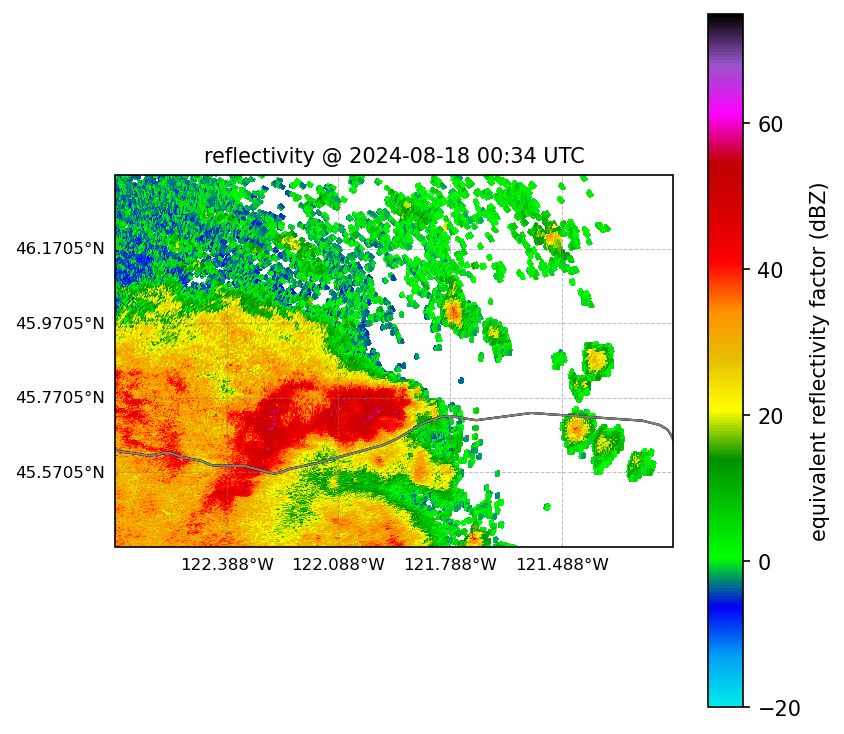 reflectivity @ 2024-08-18 00:34 UTC
46.1705°N
45.9705°N
45.7705°N
45.5705°N
122.388°W 122.088°W 121.788°W 121.488°W
60
40
20
0
−20
equivalent reflectivity factor (dBZ)